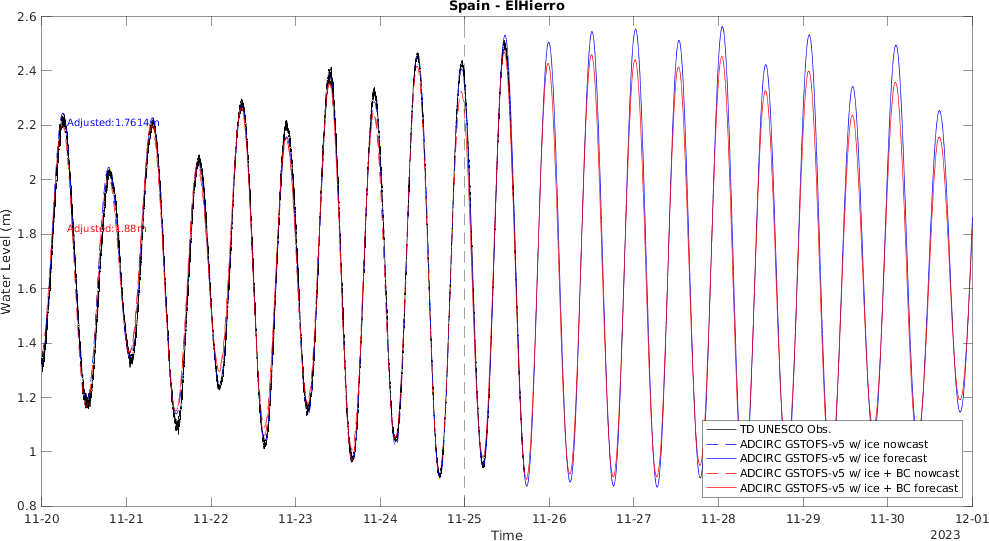 Spain - ElHierro
2.6
2.4
2.2
2
1.8
1.6
1.4
1.2
1
0.8
Water Level (m)
Adjusted:1.7614m
Adjusted:1.88m
TD UNESCO Obs.
ADCIRC GSTOFS-v5 w/ ice nowcast
ADCIRC GSTOFS-v5 w/ ice forecast
ADCIRC GSTOFS-v5 w/ ice + BC nowcast
ADCIRC GSTOFS-v5 w/ ice + BC forecast
11-20 11-21 11-22 11-23 11-24 11-25 11-26 11-27 11-28 11-29 11-30 12-01
Time
2023